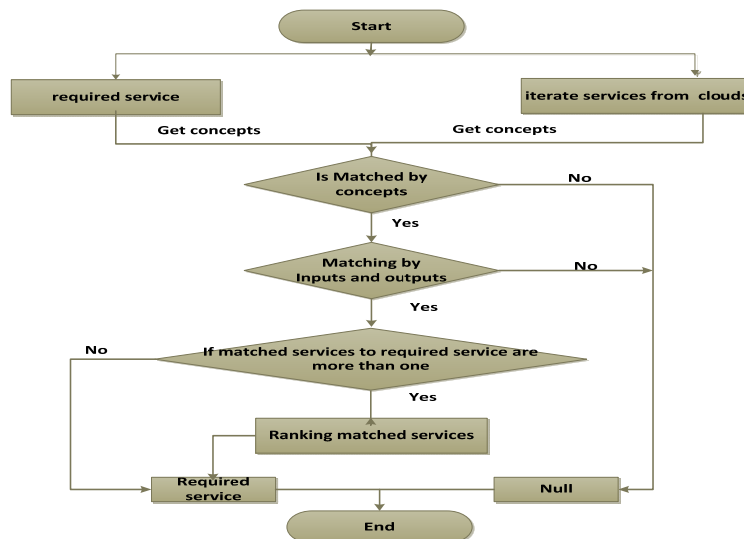 Start
required service
iterate services from clouds
Get concepts
Get concepts
Is Matched by
concepts
No
Yes
Matching by
Inputs and outputs
No
Yes
No
If matched services to required service are
more than one
Yes
Ranking matched services
Required
service
Null
End